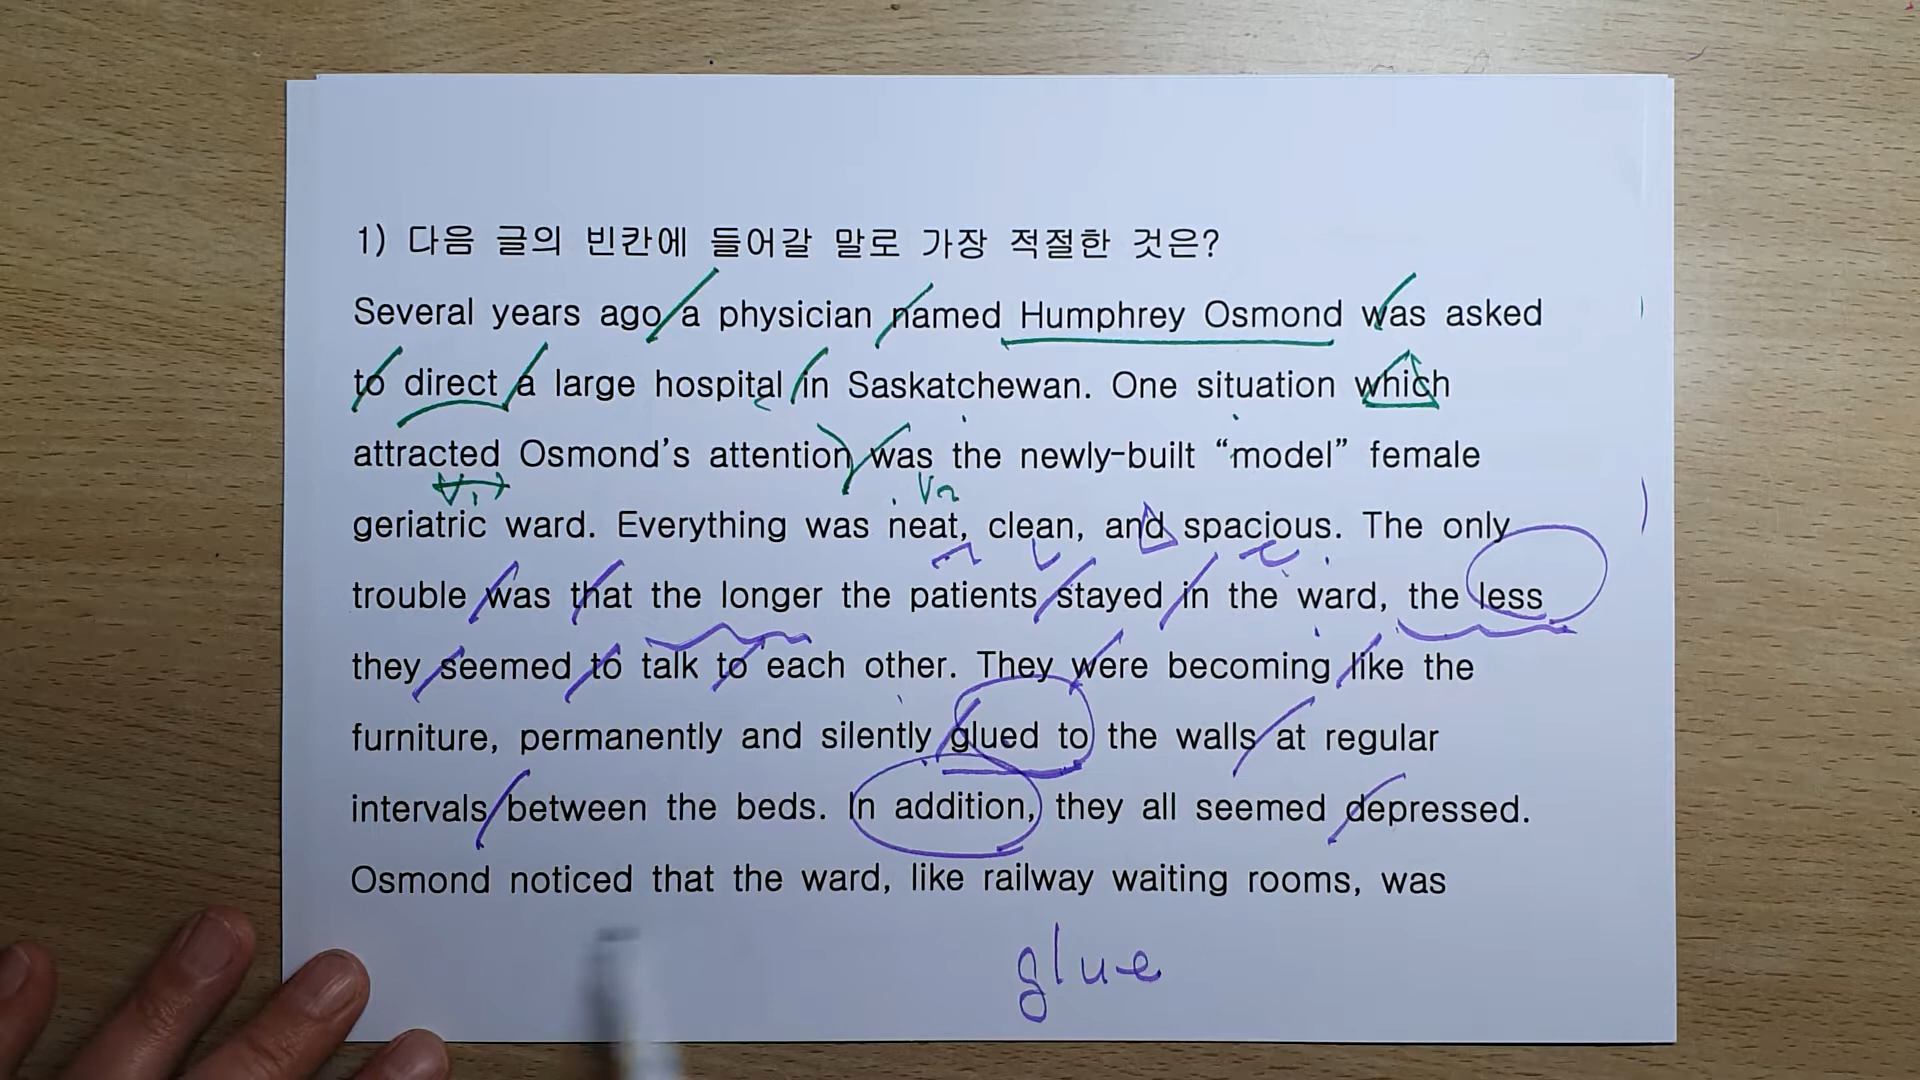 1) 다음 글의 빈칸에 들어갈 말로 가장 적절한 것은?
Several years ago a physician named Humphrey Osmond was asked
to direct a large hospital in Saskatchewan. One situation which
attracted Osmond's attention was the newly-built “model” female
V1 V2
geriatric ward. Everything was neat, clean, and spacious. The only
trouble was that the longer the patients stayed in the ward, the less
they seemed to talk to each other. They were becoming like the
furniture, permanently and silently glued to the walls at regular
intervals between the beds. In addition, they all seemed depressed.
Osmond noticed that the ward, like railway waiting rooms, was
glue